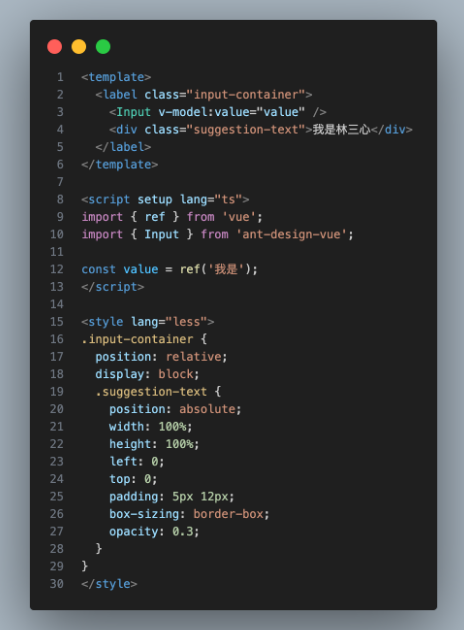 1 <template>
2   <label class="input-container">
3     <Input v-model:value="value" />
4     <div class="suggestion-text">我是林三心</div>
5   </label>
6 </template>
7
8 <script setup lang="ts">
9 import { ref } from 'vue';
10 import { Input } from 'ant-design-vue';
11
12 const value = ref('我是');
13 </script>
14
15 <style lang="less">
16 .input-container {
17   position: relative;
18   display: block;
19   .suggestion-text {
20     position: absolute;
21     width: 100%;
22     height: 100%;
23     left: 0;
24     top: 0;
25     padding: 5px 12px;
26     box-sizing: border-box;
27     opacity: 0.3;
28   }
29 }
30 </style>